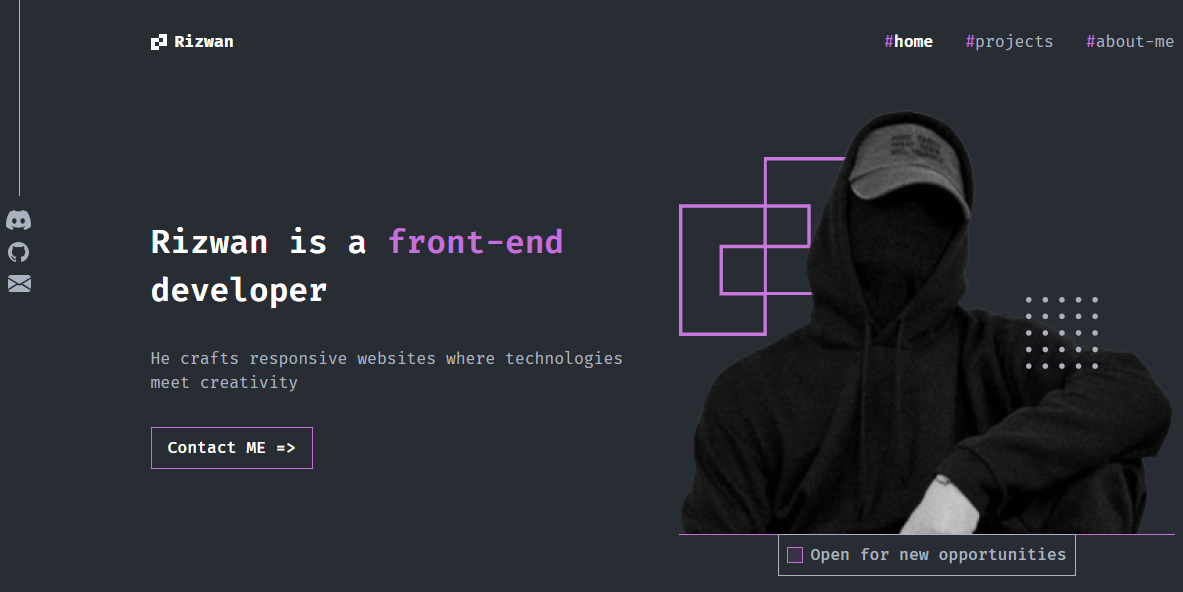 Rizwan
#home #projects #about-me
Rizwan is a front-end
developer
He crafts responsive websites where technologies
meet creativity
Contact ME =>
Open for new opportunities